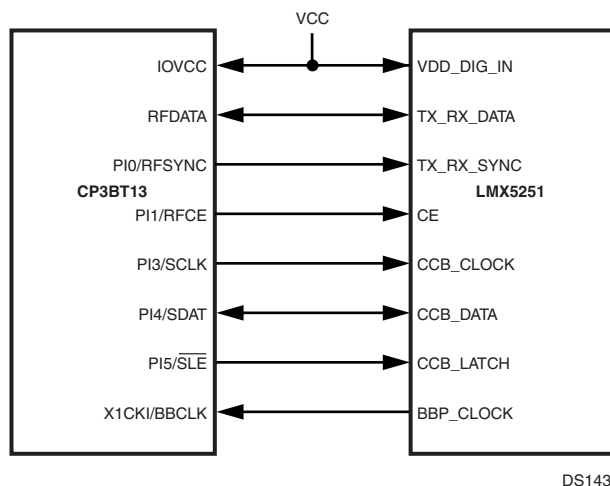 VCC
IOVCC VDD_DIG_IN
RFDATA TX_RX_DATA
PI0/RFSYNC TX_RX_SYNC
CP3BT13 LMX5251
PI1/RFCE CE
PI3/SCLK CCB_CLOCK
PI4/SDAT CCB_DATA
PI5/SLE CCB_LATCH
X1CKI/BBCLK BBP_CLOCK
DS143